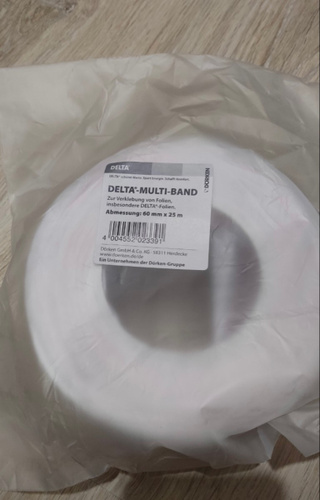 DELTA®
DÖRKEN
DELTA®-MULTI-BAND
Zur Verklebung von Folien,
insbesondere DELTA®-Folien.
Abmessung: 60 mm x 25 m
4 004552 023391
Dörken GmbH & Co. KG · 58311 Herdecke
Ein Unternehmen der Dörken-Gruppe